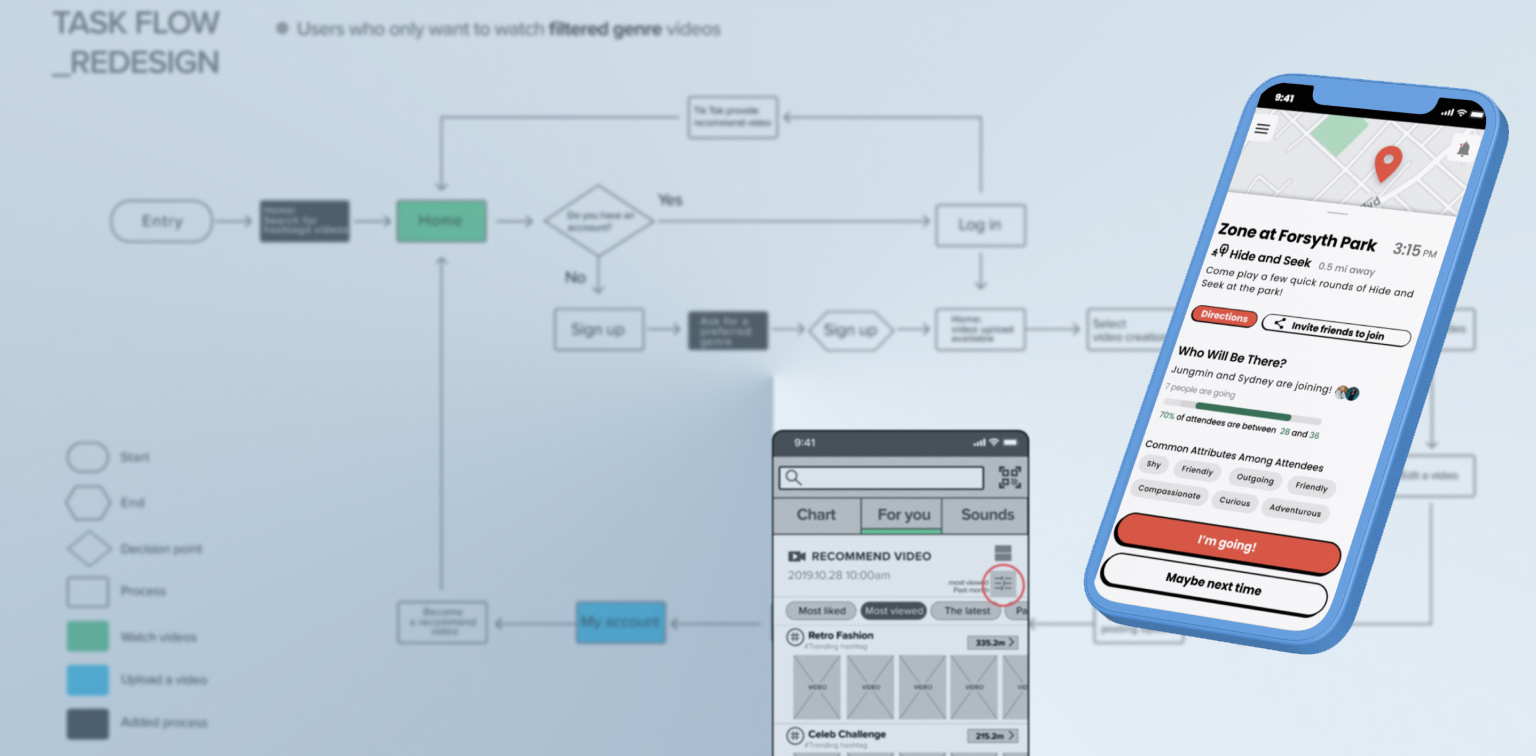 TASK FLOW
_REDESIGN
Users who only want to watch filtered genre videos
Tik Tok provide
recommend video
Entry
Home:
Search for
hashtagd videos
Home
Do you have an
account?
Yes
No
Log in
Sign up
Ask for a
preferred
genre
Sign up
Home:
video upload
available
Select
video creation
Edit a video
Become
a recommend
video
My account
Start
End
Decision point
Process
Watch videos
Upload a video
Added process
9:41
Chart
For you
Sounds
RECOMMEND VIDEO
2019.10.28 10:00am
most viewed
Past month
Most liked
Most viewed
The latest
Pa
# Retro Fashion
#Trending hashtag
335.2m >
VIDEO
VIDEO
VIDEO
VIDEO
VID
# Celeb Challenge
#Trending hashtag
215.2m >
9:41
Zone at Forsyth Park
3:15 PM
Hide and Seek
0.5 mi away
Come play a few quick rounds of Hide and
Seek at the park!
Directions
Invite friends to join
Who Will Be There?
Jungmin and Sydney are joining!
7 people are going
70% of attendees are between 28 and 36
Common Attributes Among Attendees
Shy
Friendly
Outgoing
Friendly
Compassionate
Curious
Adventurous
I'm going!
Maybe next time